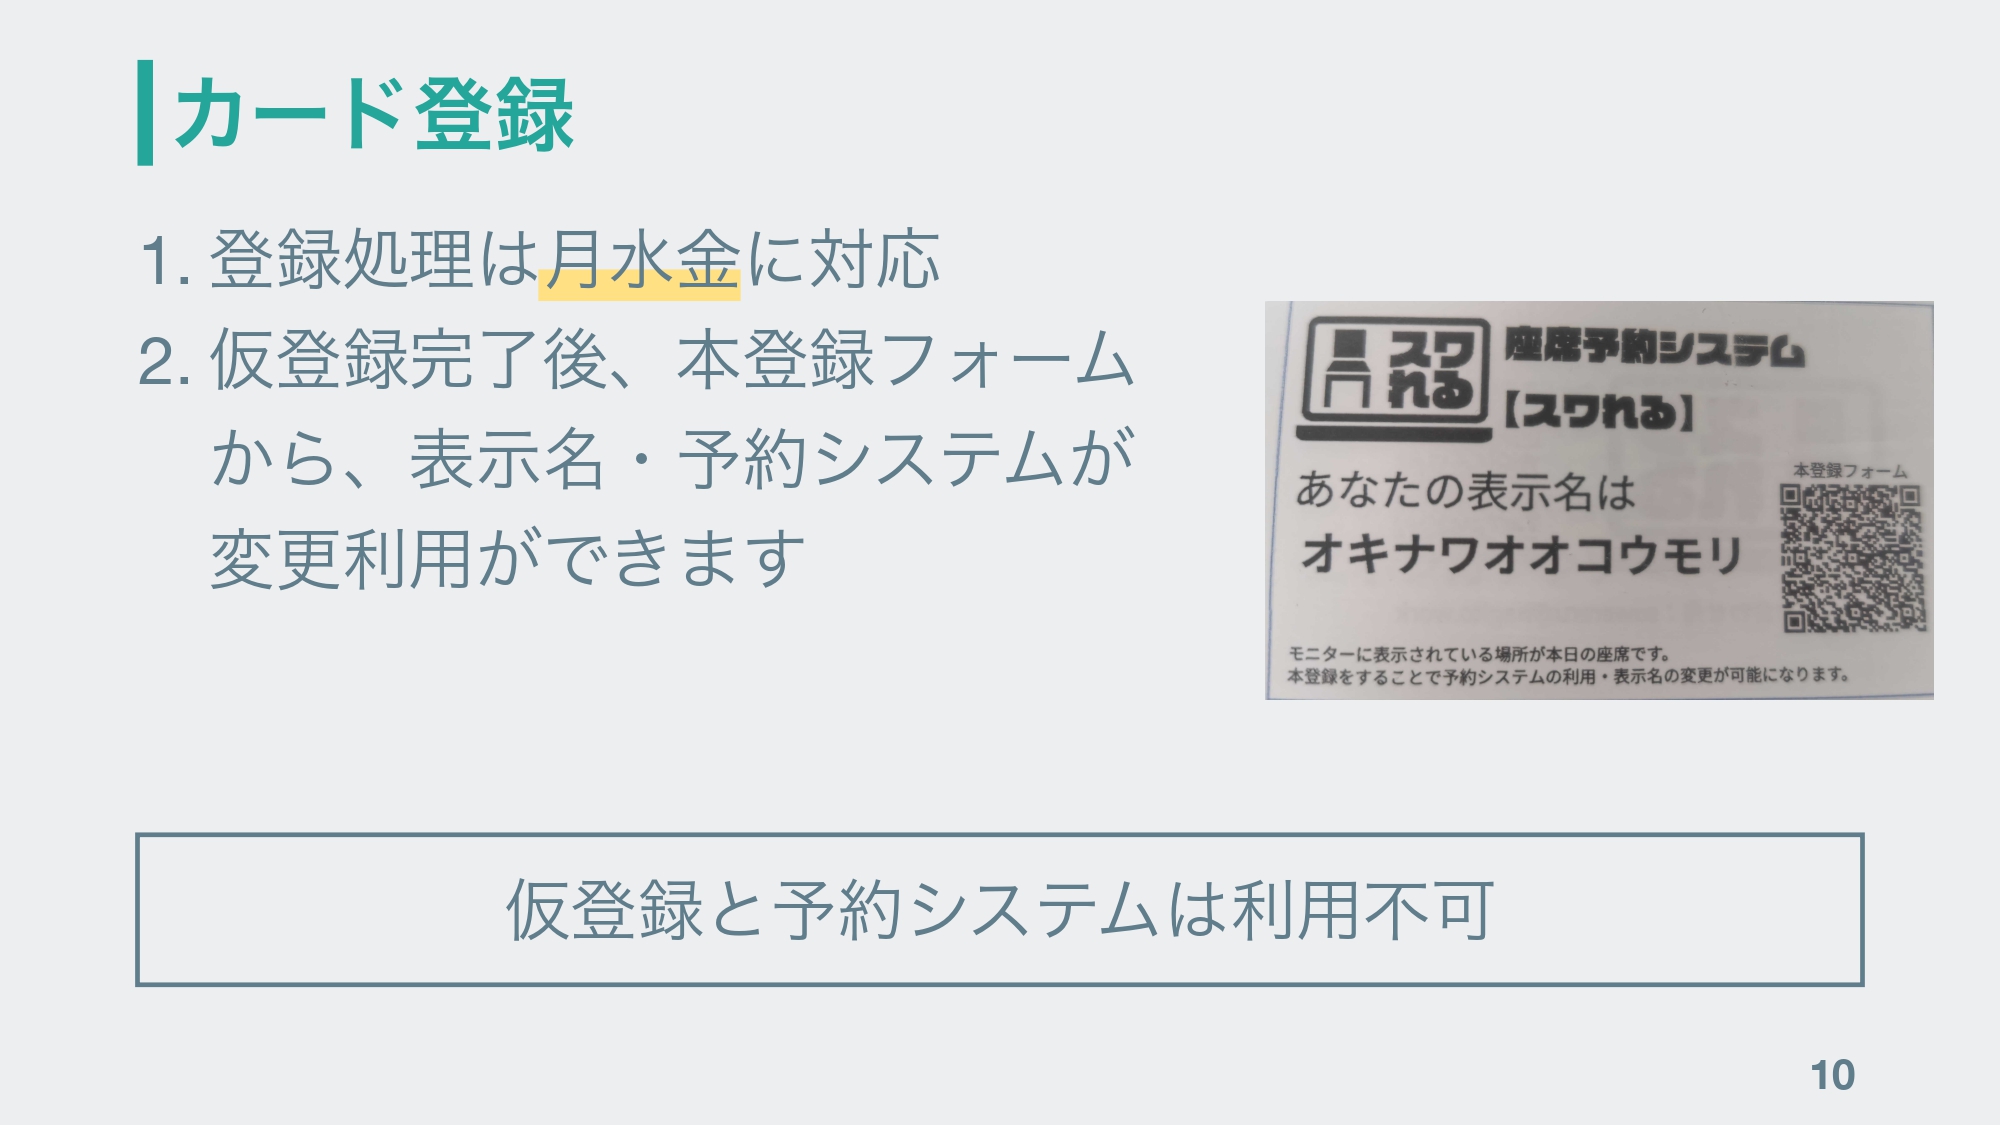 カード登録
1. 登録処理は月水金に対応
2. 仮登録完了後、本登録フォーム
から、表示名・予約システムが
変更利用ができます
スワ
れる
座席予約システム
【スワれる】
本登録フォーム
あなたの表示名は
オキナワオオコウモリ
モニターに表示されている場所が本日の座席です。
本登録をすることで予約システムの利用・表示名の変更が可能になります。
仮登録と予約システムは利用不可
10